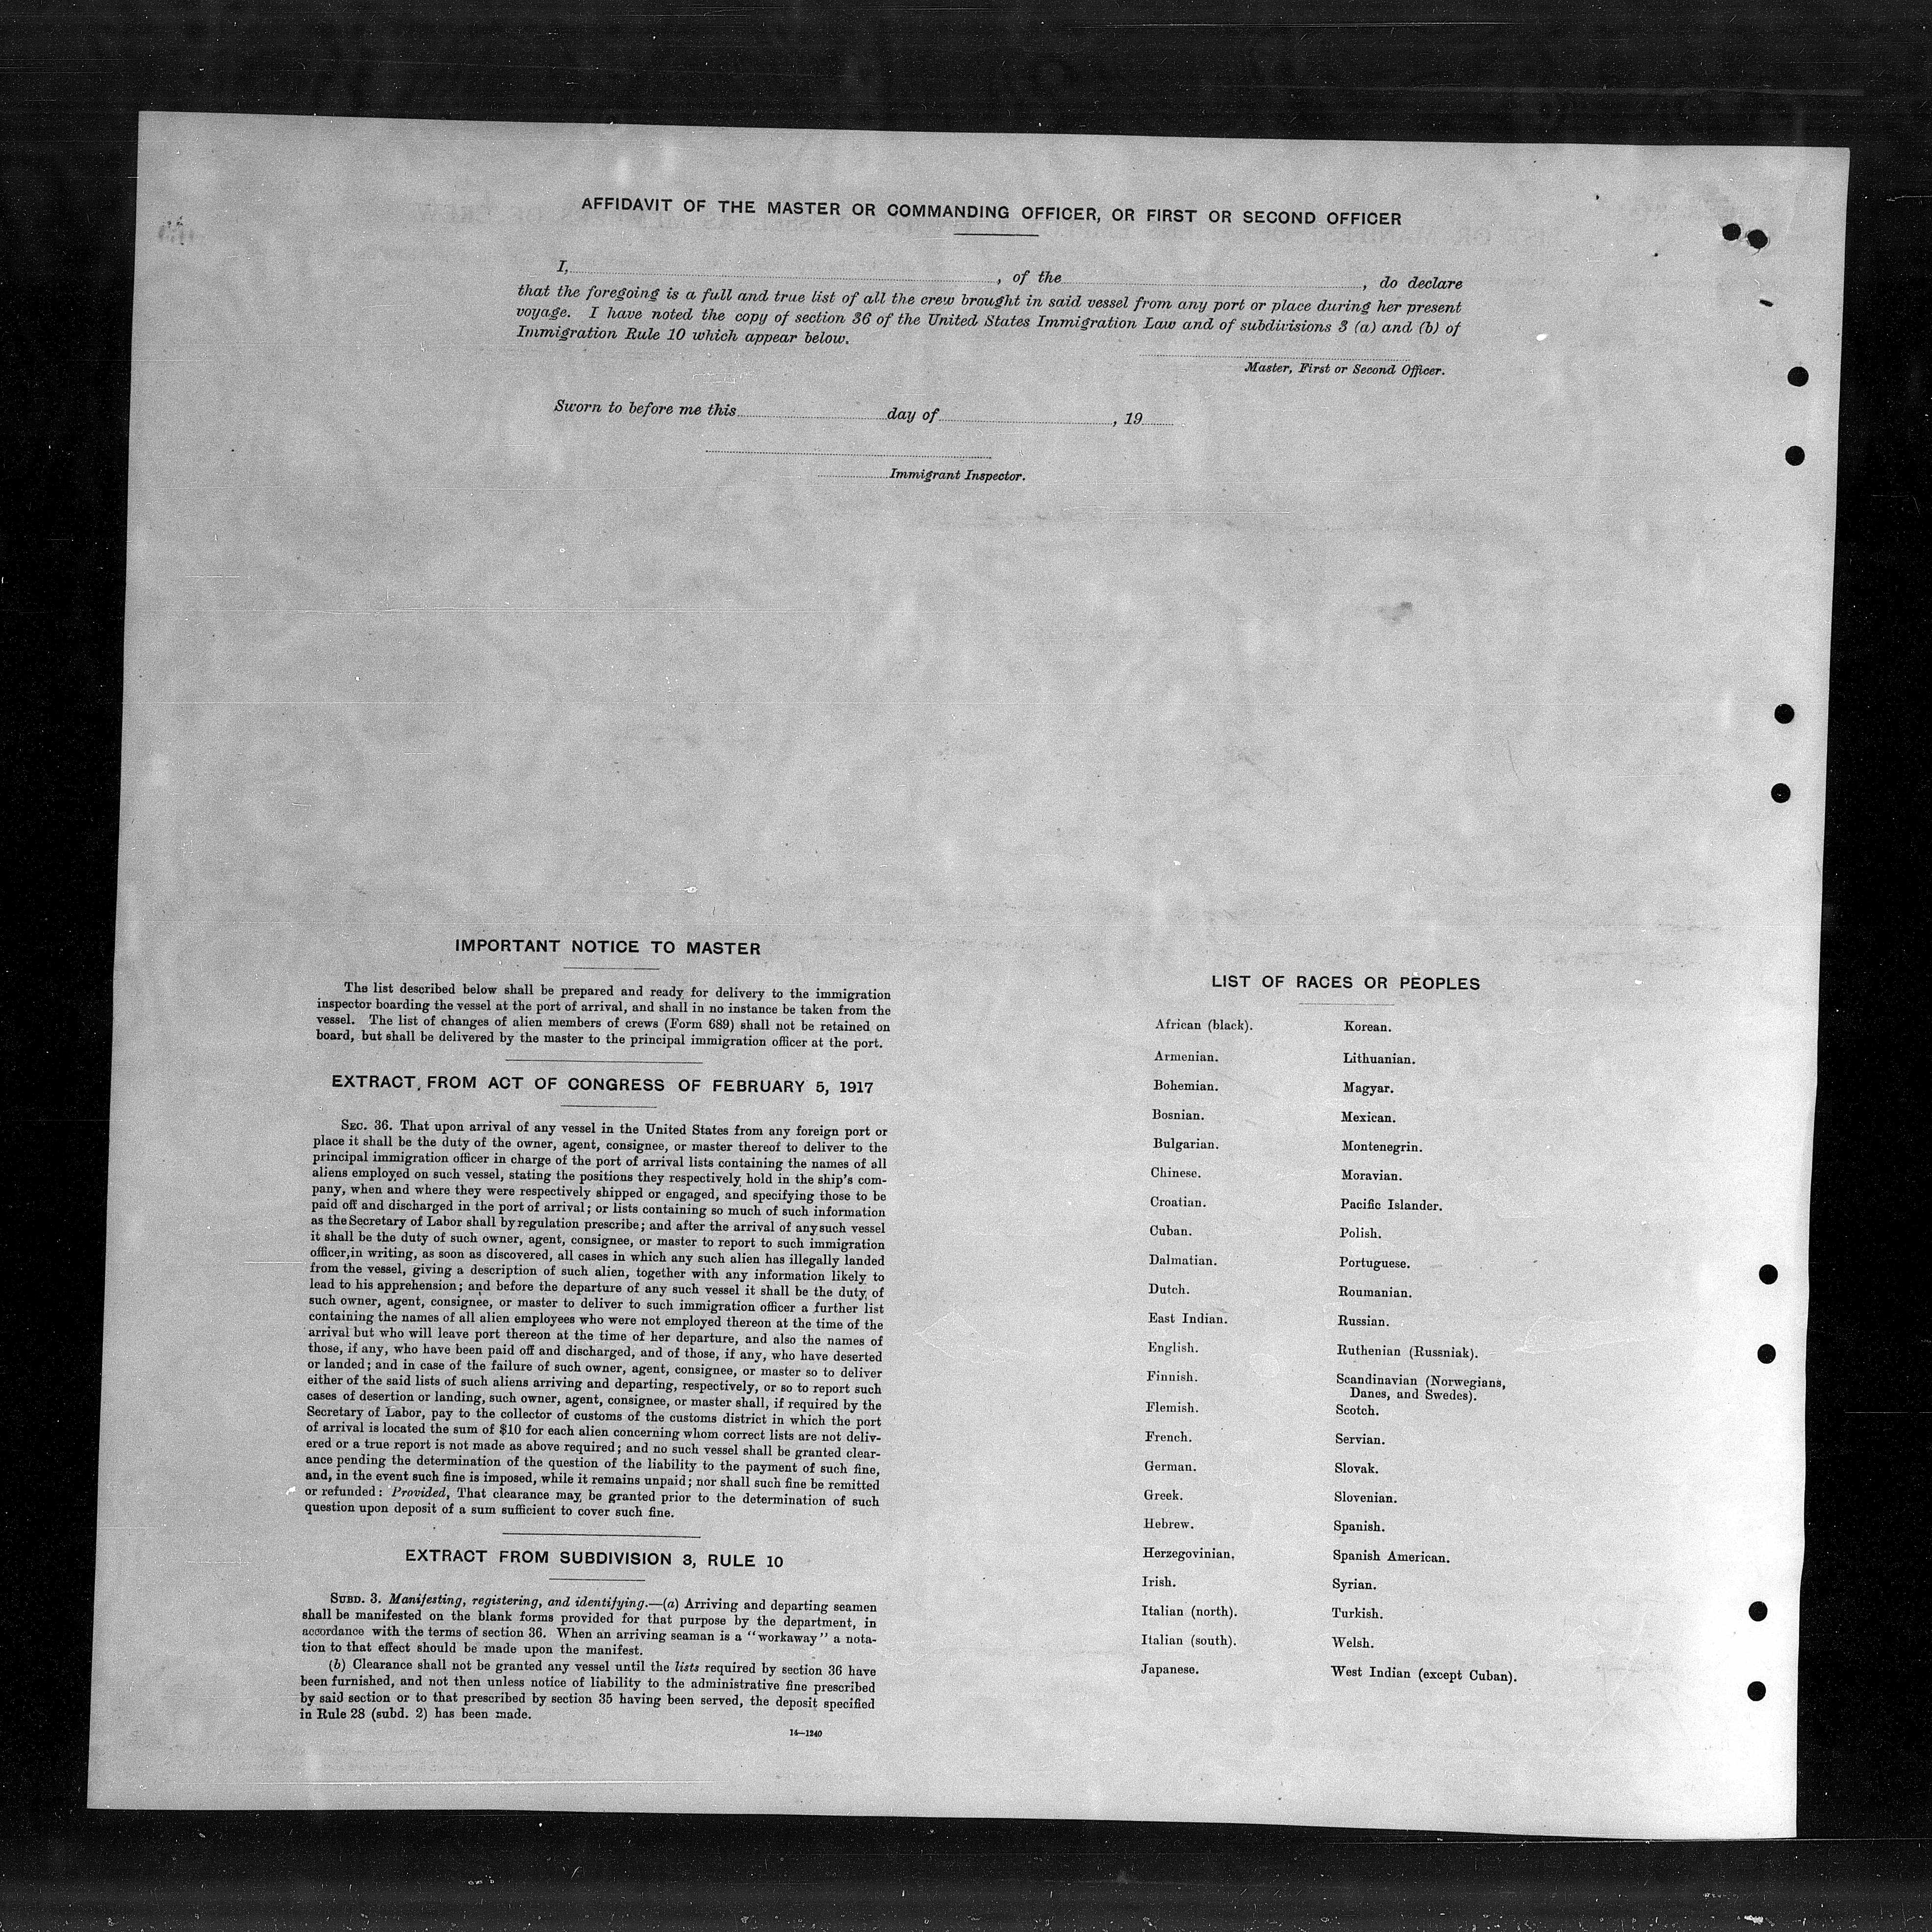 AFFIDAVIT OF THE MASTER OR COMMANDING OFFICER, OR FIRST OR SECOND OFFICER
I, , of the , do declare
that the foregoing is a full and true list of all the crew brought in said vessel from any port or place during her present
voyage. I have noted the copy of section 36 of the United States Immigration Law and of subdivisions 3 (a) and (b) of
Immigration Rule 10 which appear below.
Master, First or Second Officer.
Sworn to before me this day of , 19
Immigrant Inspector.
IMPORTANT NOTICE TO MASTER
The list described below shall be prepared and ready for delivery to the immigration
inspector boarding the vessel at the port of arrival, and shall in no instance be taken from the
vessel. The list of changes of alien members of crews (Form 689) shall not be retained on
board, but shall be delivered by the master to the principal immigration officer at the port.
EXTRACT FROM ACT OF CONGRESS OF FEBRUARY 5, 1917
SEC. 36. That upon arrival of any vessel in the United States from any foreign port or
place it shall be the duty of the owner, agent, consignee, or master thereof to deliver to the
principal immigration officer in charge of the port of arrival lists containing the names of all
aliens employed on such vessel, stating the positions they respectively hold in the ship's com-
pany, when and where they were respectively shipped or engaged, and specifying those to be
paid off and discharged in the port of arrival; or lists containing so much of such information
as the Secretary of Labor shall by regulation prescribe; and after the arrival of any such vessel
it shall be the duty of such owner, agent, consignee, or master to report to such immigration
officer, in writing, as soon as discovered, all cases in which any such alien has illegally landed
from the vessel, giving a description of such alien, together with any information likely to
lead to his apprehension; and before the departure of any such vessel it shall be the duty of
such owner, agent, consignee, or master to deliver to such immigration officer a further list
containing the names of all alien employees who were not employed thereon at the time of the
arrival but who will leave port thereon at the time of her departure, and also the names of
those, if any, who have been paid off and discharged, and of those, if any, who have deserted
or landed; and in case of the failure of such owner, agent, consignee, or master so to deliver
either of the said lists of such aliens arriving and departing, respectively, or so to report such
cases of desertion or landing, such owner, agent, consignee, or master shall, if required by the
Secretary of Labor, pay to the collector of customs of the customs district in which the port
of arrival is located the sum of $10 for each alien concerning whom correct lists are not deliv-
ered or a true report is not made as above required; and no such vessel shall be granted clear-
ance pending the determination of the question of the liability to the payment of such fine,
and, in the event such fine is imposed, while it remains unpaid; nor shall such fine be remitted
or refunded: Provided, That clearance may be granted prior to the determination of such
question upon deposit of a sum sufficient to cover such fine.
EXTRACT FROM SUBDIVISION 3, RULE 10
SUBD. 3. Manifesting, registering, and identifying.—(a) Arriving and departing seamen
shall be manifested on the blank forms provided for that purpose by the department, in
accordance with the terms of section 36. When an arriving seaman is a "workaway" a nota-
tion to that effect should be made upon the manifest.
(b) Clearance shall not be granted any vessel until the lists required by section 36 have
been furnished, and not then unless notice of liability to the administrative fine prescribed
by said section or to that prescribed by section 35 having been served, the deposit specified
in Rule 28 (subd. 2) has been made.
14—1240
LIST OF RACES OR PEOPLES
African (black).
Armenian.
Bohemian.
Bosnian.
Bulgarian.
Chinese.
Croatian.
Cuban.
Dalmatian.
Dutch.
East Indian.
English.
Finnish.
Flemish.
French.
German.
Greek.
Hebrew.
Herzegovinian.
Irish.
Italian (north).
Italian (south).
Japanese.
Korean.
Lithuanian.
Magyar.
Mexican.
Montenegrin.
Moravian.
Pacific Islander.
Polish.
Portuguese.
Roumanian.
Russian.
Ruthenian (Russniak).
Scandinavian (Norwegians,
Danes, and Swedes).
Scotch.
Servian.
Slovak.
Slovenian.
Spanish.
Spanish American.
Syrian.
Turkish.
Welsh.
West Indian (except Cuban).